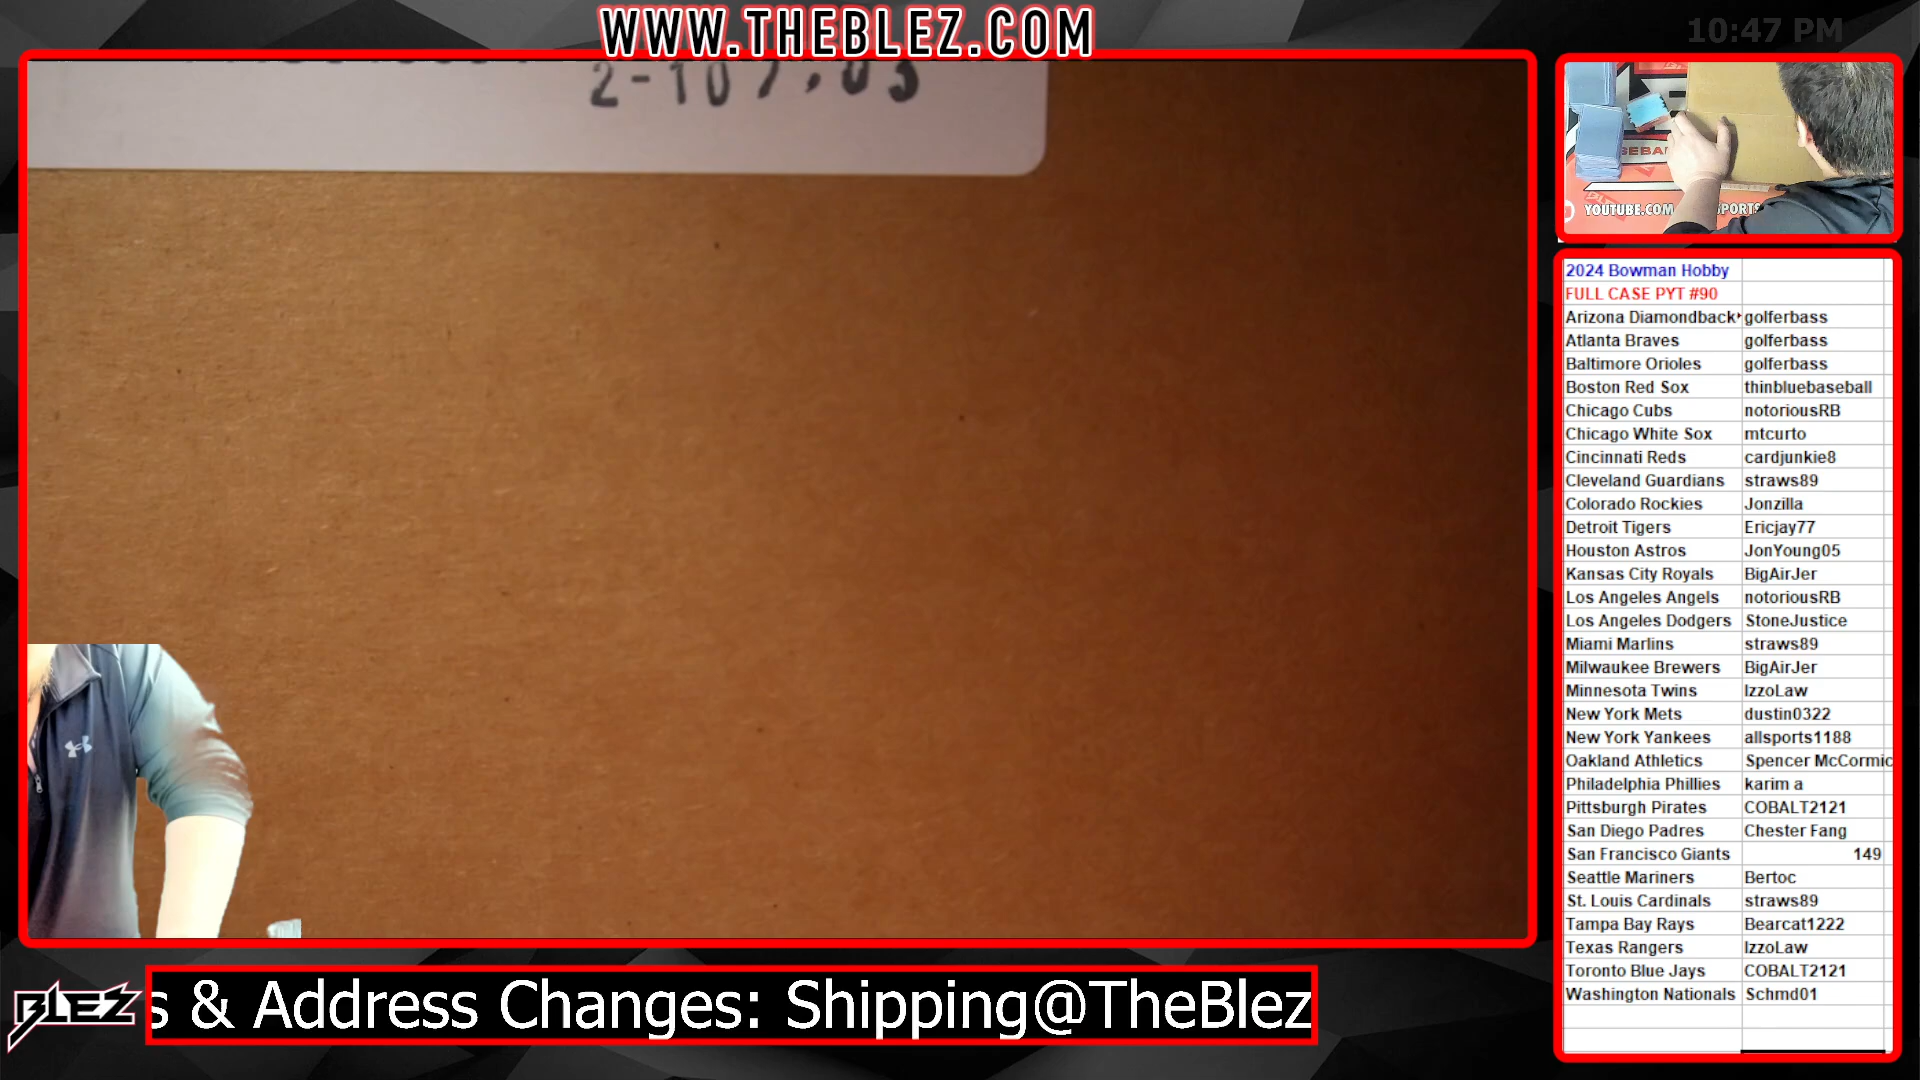 WWW.THEBLEZ.COM
10:47 PM
YOUTUBE.COM
2024 Bowman Hobby
FULL CASE PYT #90
Arizona Diamondback golferbass
Atlanta Braves golferbass
Baltimore Orioles golferbass
Boston Red Sox thinbluebaseball
Chicago Cubs notoriousRB
Chicago White Sox mtcurto
Cincinnati Reds cardjunkie8
Cleveland Guardians straws89
Colorado Rockies Jonzilla
Detroit Tigers Ericjay77
Houston Astros JonYoung05
Kansas City Royals BigAirJer
Los Angeles Angels notoriousRB
Los Angeles Dodgers StoneJustice
Miami Marlins straws89
Milwaukee Brewers BigAirJer
Minnesota Twins IzzoLaw
New York Mets dustin0322
New York Yankees allsports1188
Oakland Athletics Spencer McCormic
Philadelphia Phillies karim a
Pittsburgh Pirates COBALT2121
San Diego Padres Chester Fang
San Francisco Giants 149
Seattle Mariners Bertoc
St. Louis Cardinals straws89
Tampa Bay Rays Bearcat1222
Texas Rangers IzzoLaw
Toronto Blue Jays COBALT2121
Washington Nationals Schmd01
BLEZ
s & Address Changes: Shipping@TheBlez